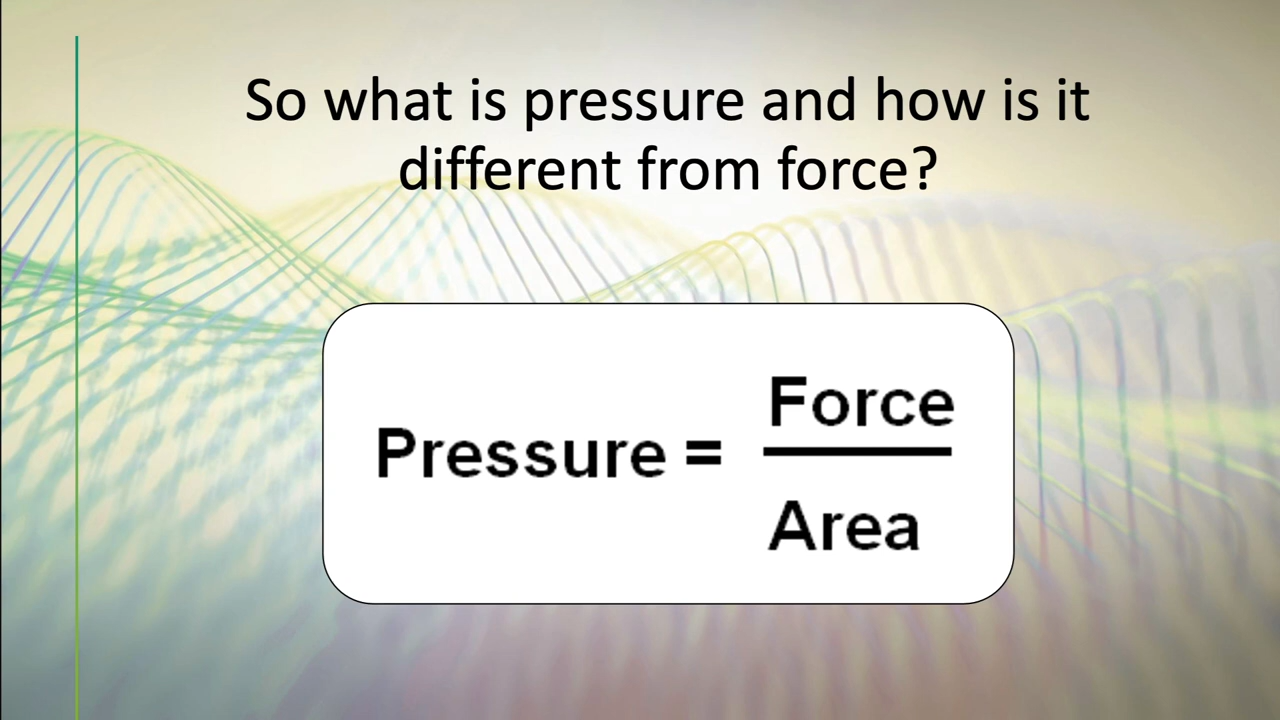 So what is pressure and how is it
different from force?
Force
Pressure =
Area